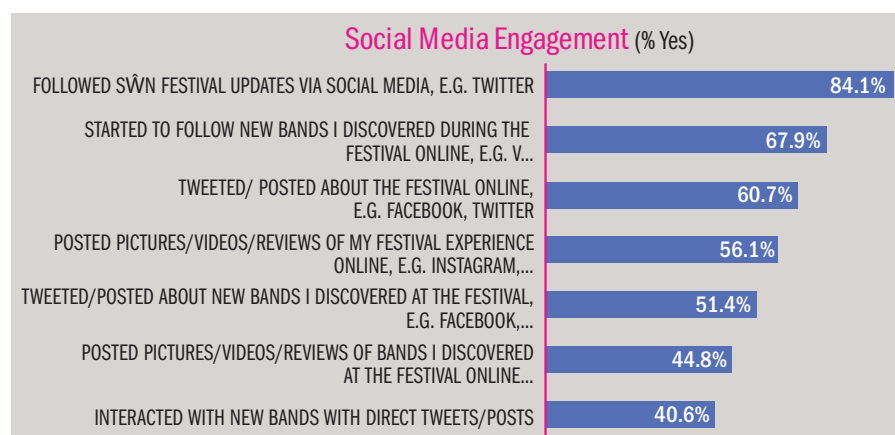 Social Media Engagement (% Yes)
FOLLOWED SŴN FESTIVAL UPDATES VIA SOCIAL MEDIA, E.G. TWITTER
84.1%
STARTED TO FOLLOW NEW BANDS I DISCOVERED DURING THE
FESTIVAL ONLINE, E.G. V...
67.9%
TWEETED/ POSTED ABOUT THE FESTIVAL ONLINE,
E.G. FACEBOOK, TWITTER
60.7%
POSTED PICTURES/VIDEOS/REVIEWS OF MY FESTIVAL EXPERIENCE
ONLINE, E.G. INSTAGRAM,...
56.1%
TWEETED/POSTED ABOUT NEW BANDS I DISCOVERED AT THE FESTIVAL,
E.G. FACEBOOK,...
51.4%
POSTED PICTURES/VIDEOS/REVIEWS OF BANDS I DISCOVERED
AT THE FESTIVAL ONLINE...
44.8%
INTERACTED WITH NEW BANDS WITH DIRECT TWEETS/POSTS
40.6%